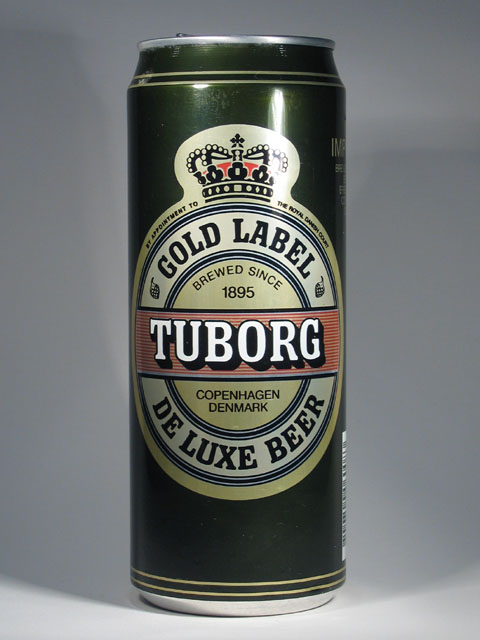 BY APPOINTMENT TO THE ROYAL DANISH COURT
GOLD LABEL
BREWED SINCE
1895
TUBORG
COPENHAGEN
DENMARK
DE LUXE BEER